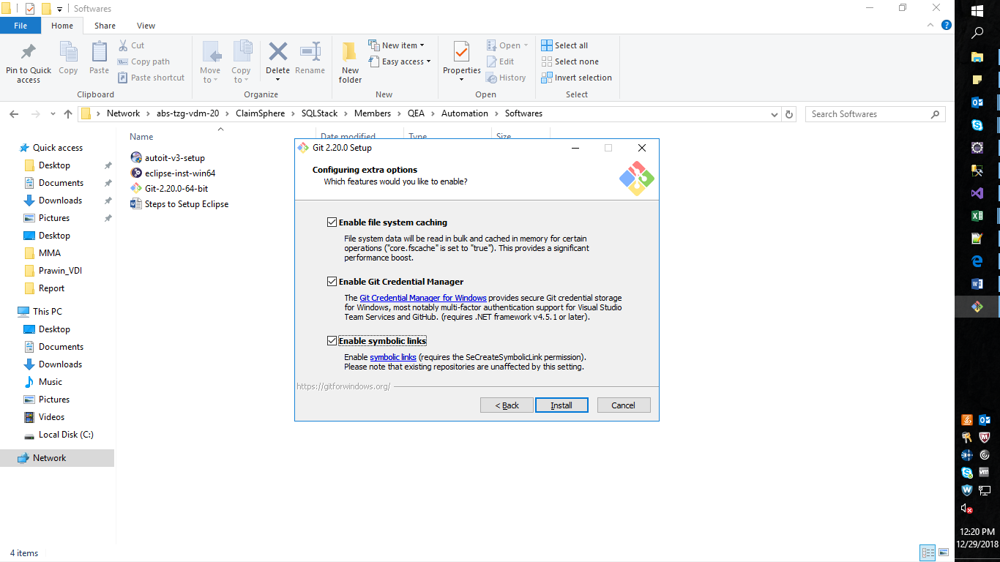 Softwares
File Home Share View
Pin to Quick access
Copy
Paste
Cut
Copy path
Paste shortcut
Clipboard
Move to
Copy to
Delete
Rename
Organize
New folder
New item
Easy access
New
Properties
Open
Edit
History
Open
Select all
Select none
Invert selection
Select
Network abs-tzg-vdm-20 ClaimSphere SQLStack Members QEA Automation Softwares
Search Softwares
Quick access
Desktop
Documents
Downloads
Pictures
Desktop
MMA
Prawin_VDI
Report
This PC
Desktop
Documents
Downloads
Music
Pictures
Videos
Local Disk (C:)
Network
Name Date modified Type Size
autoit-v3-setup
eclipse-inst-win64
Git-2.20.0-64-bit
Steps to Setup Eclipse
Git 2.20.0 Setup
Configuring extra options
Which features would you like to enable?
Enable file system caching
File system data will be read in bulk and cached in memory for certain
operations ("core.fscache" is set to "true"). This provides a significant
performance boost.
Enable Git Credential Manager
The Git Credential Manager for Windows provides secure Git credential storage
for Windows, most notably multi-factor authentication support for Visual Studio
Team Services and GitHub. (requires .NET framework v4.5.1 or later).
Enable symbolic links
Enable symbolic links (requires the SeCreateSymbolicLink permission).
Please note that existing repositories are unaffected by this setting.
https://gitforwindows.org/
< Back Install Cancel
4 items
12:20 PM
12/29/2018